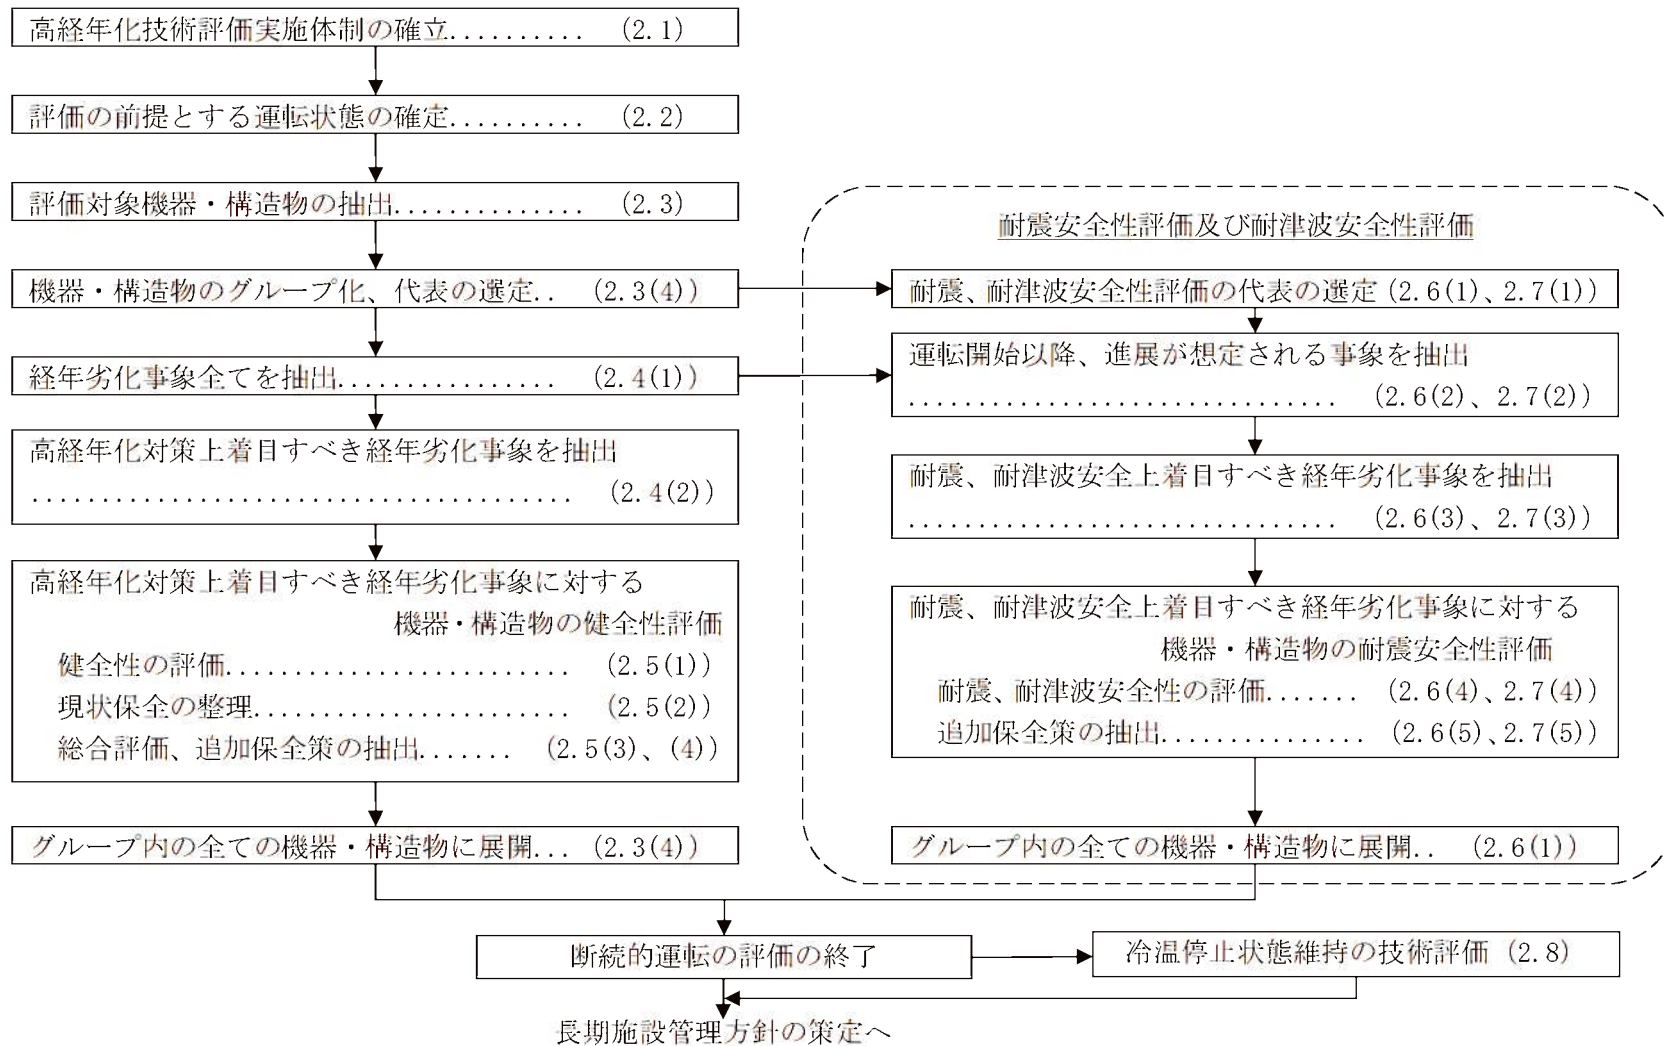 高経年化技術評価実施体制の確立.......... (2.1)
評価の前提とする運転状態の確定.......... (2.2)
評価対象機器・構造物の抽出.............. (2.3)
機器・構造物のグループ化、代表の選定.. (2.3(4))
経年劣化事象全てを抽出................ (2.4(1))
高経年化対策上着目すべき経年劣化事象を抽出
....................................... (2.4(2))
高経年化対策上着目すべき経年劣化事象に対する
機器・構造物の健全性評価
健全性の評価......................... (2.5(1))
現状保全の整理....................... (2.5(2))
総合評価、追加保全策の抽出....... (2.5(3)、(4))
グループ内の全ての機器・構造物に展開... (2.3(4))
耐震安全性評価及び耐津波安全性評価
耐震、耐津波安全性評価の代表の選定 (2.6(1)、2.7(1))
運転開始以降、進展が想定される事象を抽出
............................... (2.6(2)、2.7(2))
耐震、耐津波安全上着目すべき経年劣化事象を抽出
............................... (2.6(3)、2.7(3))
耐震、耐津波安全上着目すべき経年劣化事象に対する
機器・構造物の耐震安全性評価
耐震、耐津波安全性の評価....... (2.6(4)、2.7(4))
追加保全策の抽出............... (2.6(5)、2.7(5))
グループ内の全ての機器・構造物に展開.. (2.6(1))
断続的運転の評価の終了
冷温停止状態維持の技術評価 (2.8)
長期施設管理方針の策定へ